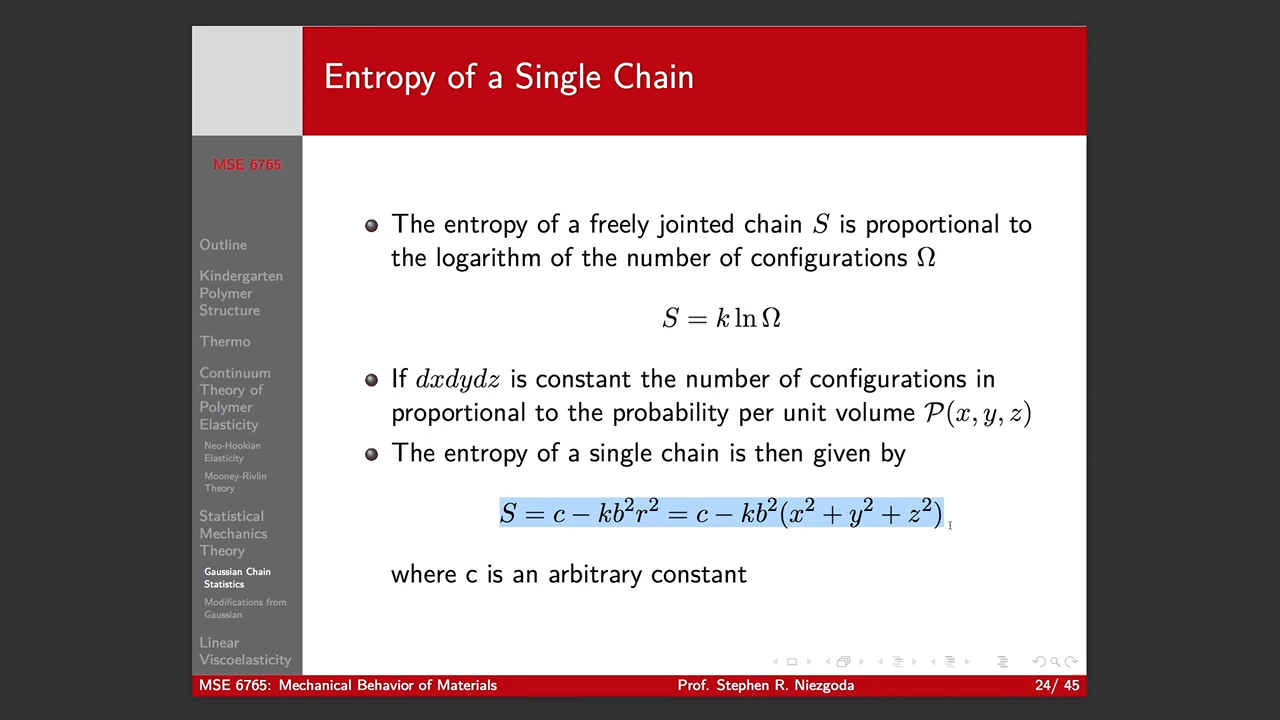 Entropy of a Single Chain
MSE 6765
Outline
Kindergarten
Polymer
Structure
Thermo
Continuum
Theory of
Polymer
Elasticity
Neo-Hookian
Elasticity
Mooney-Rivlin
Theory
Statistical
Mechanics
Theory
Gaussian Chain
Statistics
Modifications from
Gaussian
Linear
Viscoelasticity
The entropy of a freely jointed chain S is proportional to
the logarithm of the number of configurations Ω
S = k ln Ω
If dxdydz is constant the number of configurations in
proportional to the probability per unit volume 𝒫(x, y, z)
The entropy of a single chain is then given by
S = c − kb²r² = c − kb²(x² + y² + z²)
where c is an arbitrary constant
MSE 6765: Mechanical Behavior of Materials Prof. Stephen R. Niezgoda 24/ 45